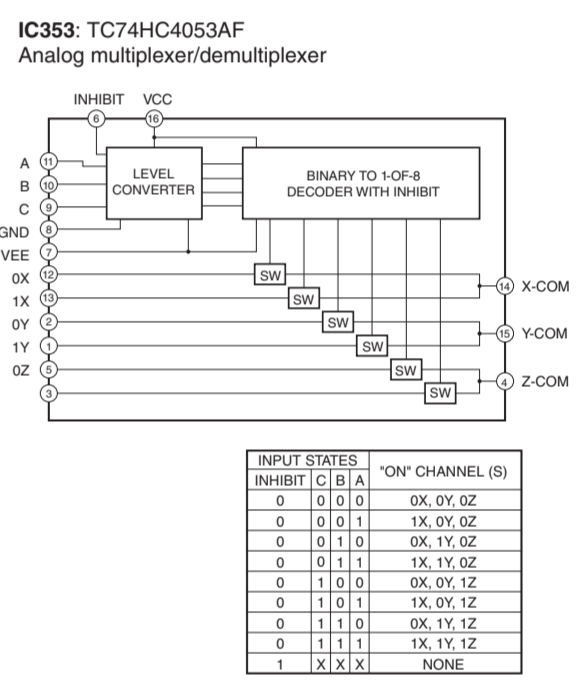 IC353: TC74HC4053AF
Analog multiplexer/demultiplexer
INHIBIT VCC
6 16
A 11
B 10
C 9
GND 8
VEE 7
0X 12
1X 13
0Y 2
1Y 1
0Z 5
3
LEVEL
CONVERTER
BINARY TO 1-OF-8
DECODER WITH INHIBIT
SW
SW
SW
SW
SW
SW
14 X-COM
15 Y-COM
4 Z-COM
INPUT STATES "ON" CHANNEL (S)
INHIBIT C B A
0 0 0 0 0X, 0Y, 0Z
0 0 0 1 1X, 0Y, 0Z
0 0 1 0 0X, 1Y, 0Z
0 0 1 1 1X, 1Y, 0Z
0 1 0 0 0X, 0Y, 1Z
0 1 0 1 1X, 0Y, 1Z
0 1 1 0 0X, 1Y, 1Z
0 1 1 1 1X, 1Y, 1Z
1 X X X NONE